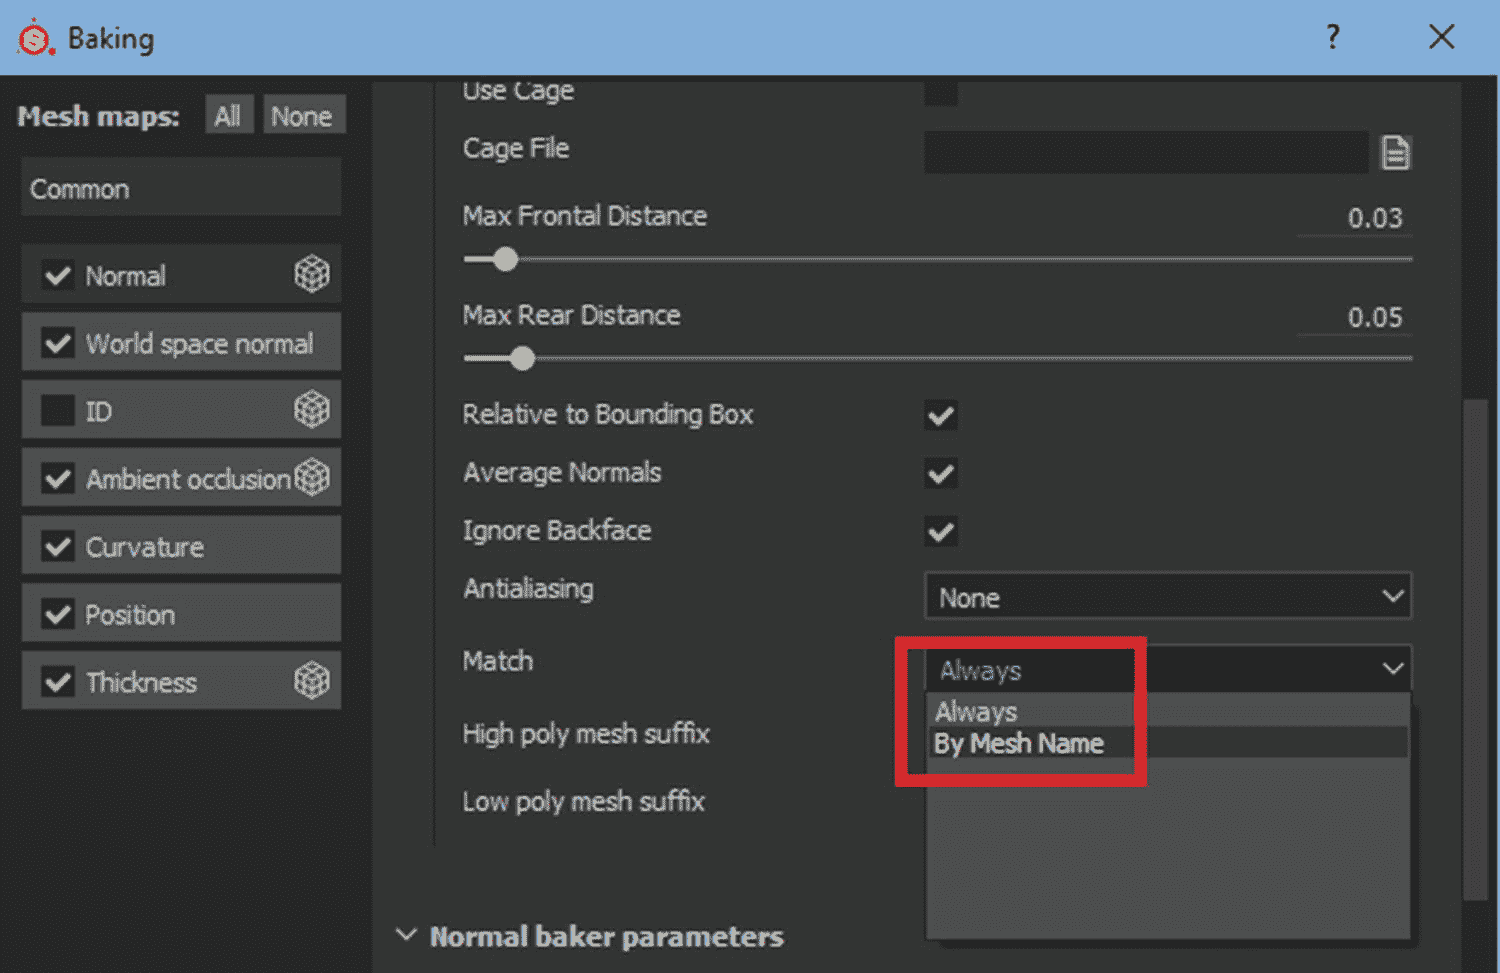 Baking ?
Mesh maps: All None
Common
Normal
World space normal
ID
Ambient occlusion
Curvature
Position
Thickness
Use Cage
Cage File
Max Frontal Distance 0.03
Max Rear Distance 0.05
Relative to Bounding Box
Average Normals
Ignore Backface
Antialiasing None
Match Always
Always
By Mesh Name
High poly mesh suffix
Low poly mesh suffix
Normal baker parameters